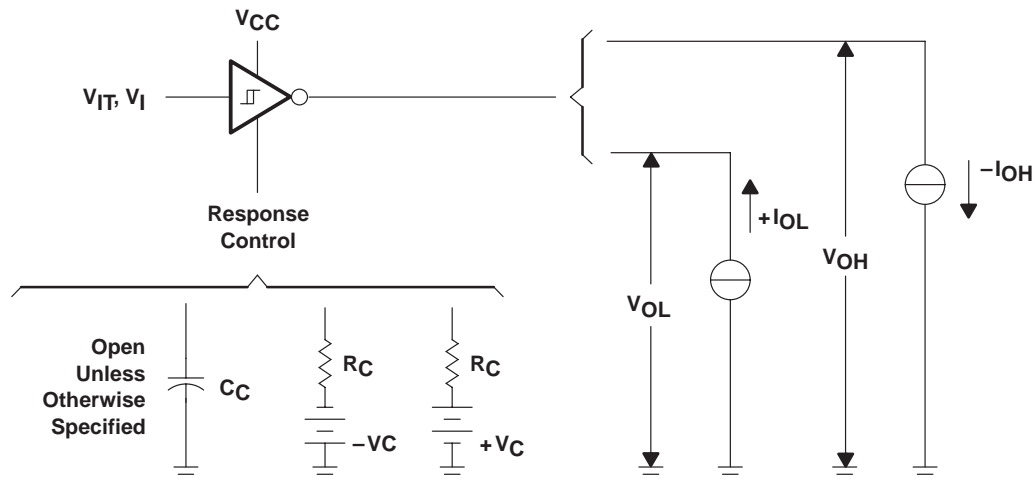 VCC
VIT, VI
Response
Control
–IOH
+IOL
VOH
VOL
Open
Unless
Otherwise
Specified
CC
RC
–VC
RC
+VC